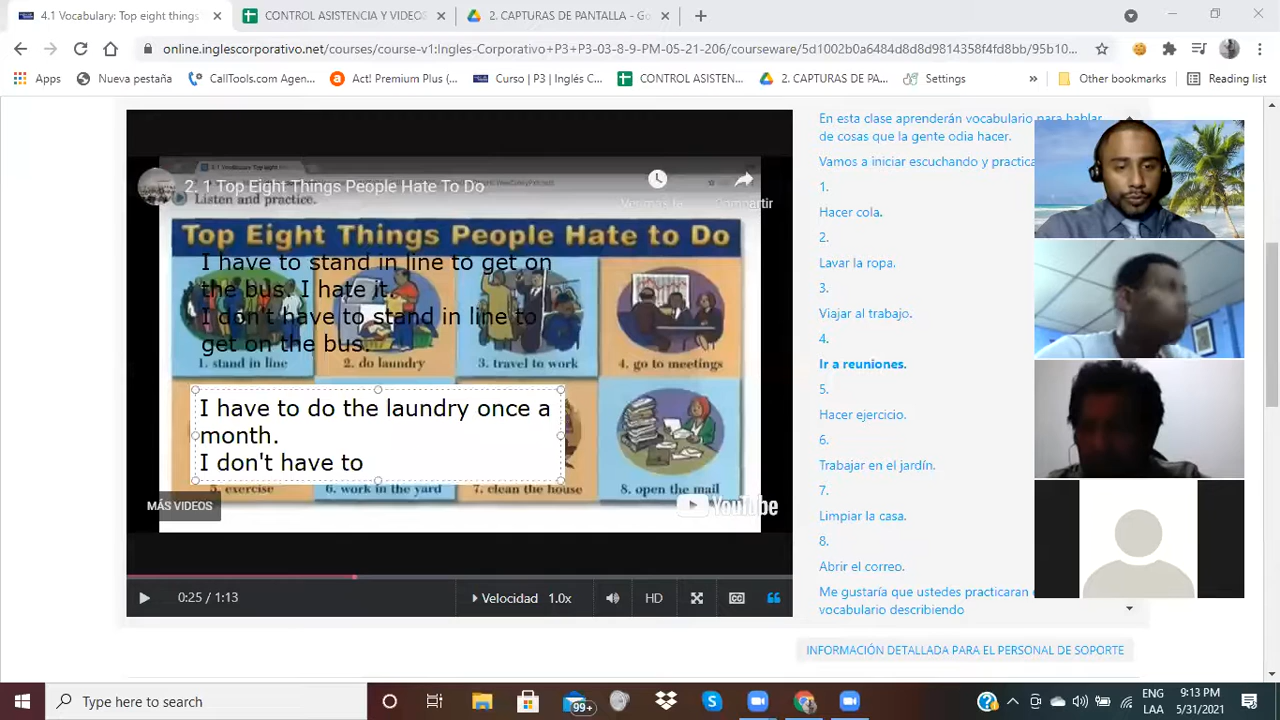 4.1 Vocabulary: Top eight things
CONTROL ASISTENCIA Y VIDEOS
2. CAPTURAS DE PANTALLA - Go
online.inglescorporativo.net/courses/course-v1:Ingles-Corporativo+P3+P3-03-8-9-PM-05-21-206/courseware/5d1002b0a6484d8d8d9814358f4fd8bb/95b10...
Apps
Nueva pestaña
CallTools.com Agen...
Act! Premium Plus (...
Curso | P3 | Inglés C...
CONTROL ASISTEN...
2. CAPTURAS DE PA...
Settings
»
Other bookmarks
Reading list
2. 1 Top Eight Things People Hate To Do
Listen and practice.
Compartir
Top Eight Things People Hate to Do
I have to stand in line to get on
the bus. I hate it.
I don't have to stand in line to
get on the bus.
1. stand in line
2. do laundry
3. travel to work
4. go to meetings
I have to do the laundry once a
month.
I don't have to
5. exercise
6. work in the yard
7. clean the house
8. open the mail
MÁS VIDEOS
YouTube
0:25 / 1:13
Velocidad 1.0x
HD
En esta clase aprenderán vocabulario para hablar
de cosas que la gente odia hacer.
Vamos a iniciar escuchando y practica
1.
Hacer cola.
2.
Lavar la ropa.
3.
Viajar al trabajo.
4.
Ir a reuniones.
5.
Hacer ejercicio.
6.
Trabajar en el jardín.
7.
Limpiar la casa.
8.
Abrir el correo.
Me gustaría que ustedes practicaran
vocabulario describiendo
INFORMACIÓN DETALLADA PARA EL PERSONAL DE SOPORTE
Type here to search
99+
ENG
LAA
9:13 PM
5/31/2021